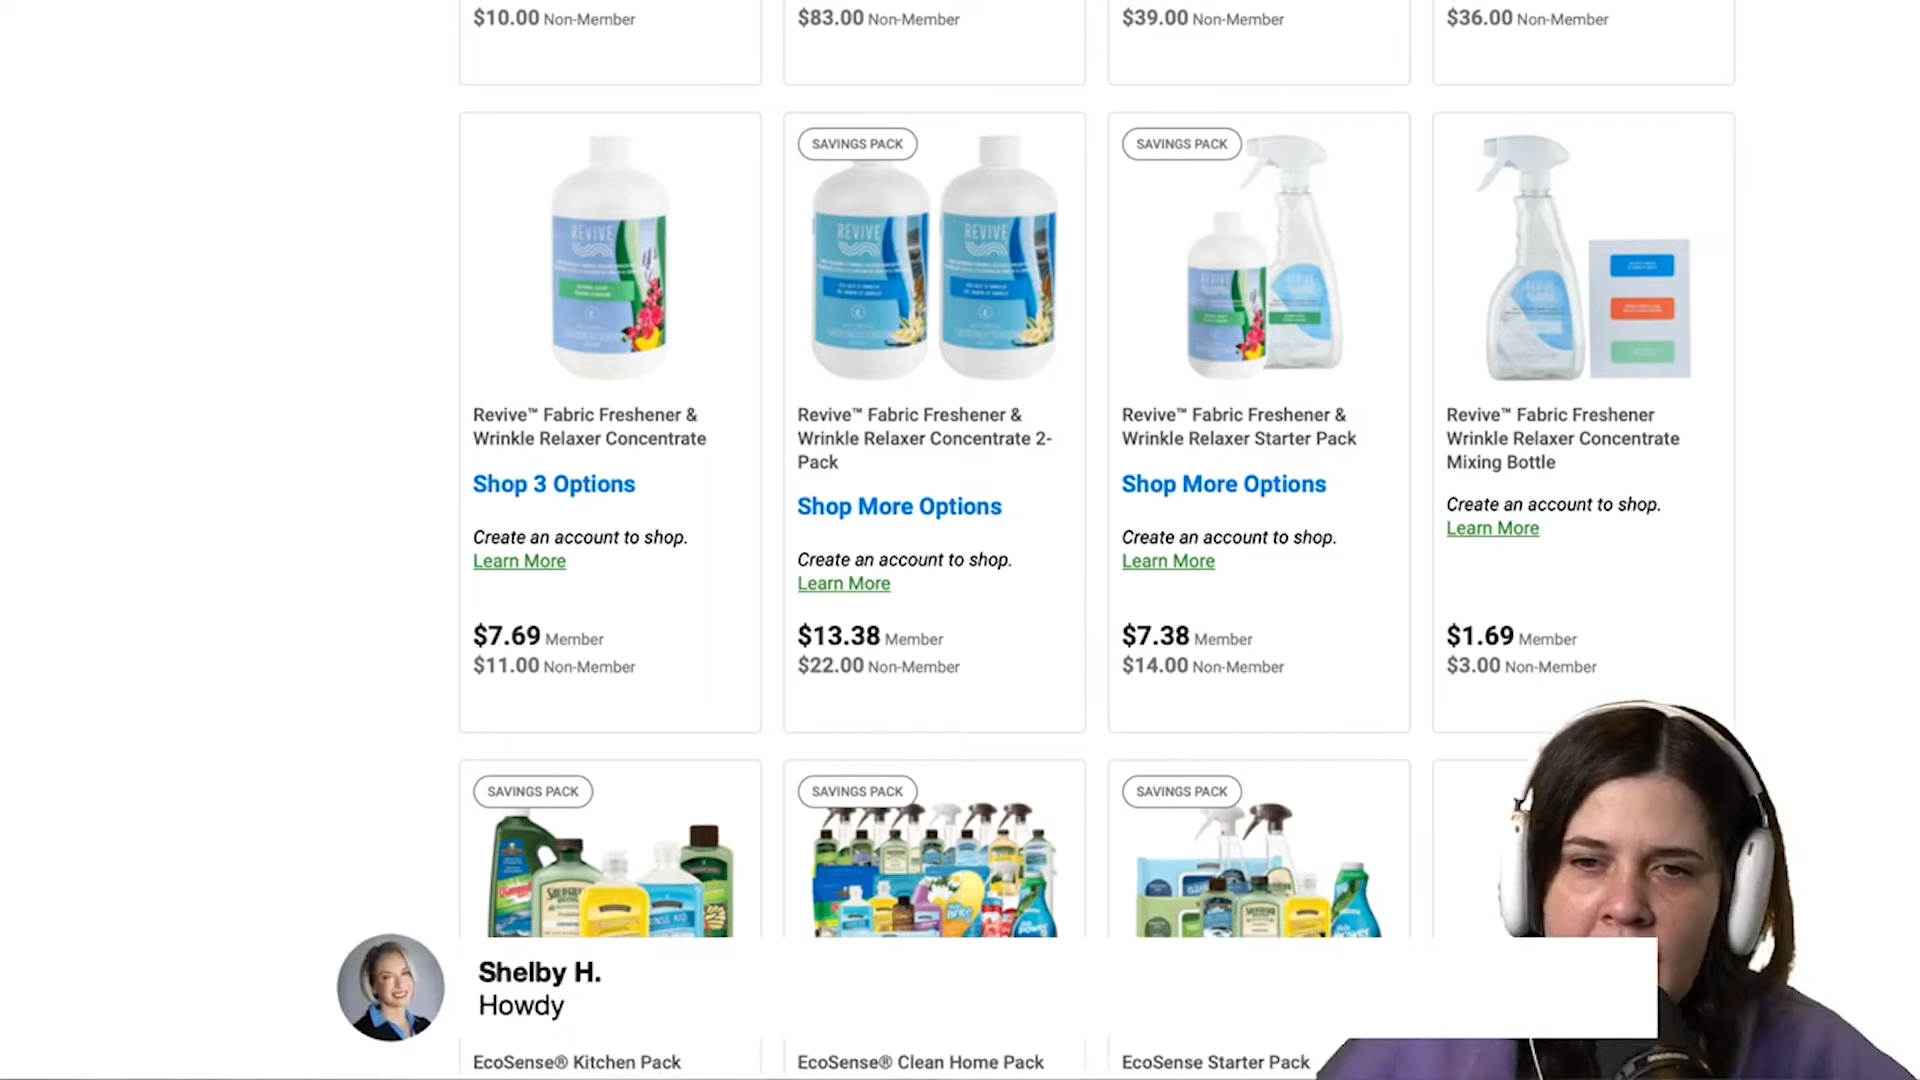 $10.00 Non-Member
$83.00 Non-Member
$39.00 Non-Member
$36.00 Non-Member
SAVINGS PACK
SAVINGS PACK
REVIVE
REVIVE
REVIVE
REVIVE
Revive™ Fabric Freshener &
Wrinkle Relaxer Concentrate
Shop 3 Options
Create an account to shop.
Learn More
$7.69 Member
$11.00 Non-Member
Revive™ Fabric Freshener &
Wrinkle Relaxer Concentrate 2-
Pack
Shop More Options
Create an account to shop.
Learn More
$13.38 Member
$22.00 Non-Member
Revive™ Fabric Freshener &
Wrinkle Relaxer Starter Pack
Shop More Options
Create an account to shop.
Learn More
$7.38 Member
$14.00 Non-Member
Revive™ Fabric Freshener
Wrinkle Relaxer Concentrate
Mixing Bottle
Create an account to shop.
Learn More
$1.69 Member
$3.00 Non-Member
SAVINGS PACK
SAVINGS PACK
SAVINGS PACK
RINSE AID
Shelby H.
Howdy
EcoSense® Kitchen Pack
EcoSense® Clean Home Pack
EcoSense Starter Pack